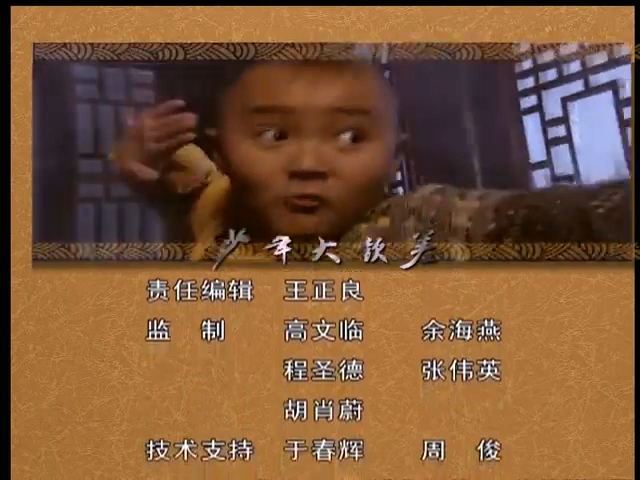 少年大钦差
责任编辑 王正良
监 制 高文临 余海燕
程圣德 张伟英
胡肖蔚
技术支持 于春辉 周 俊